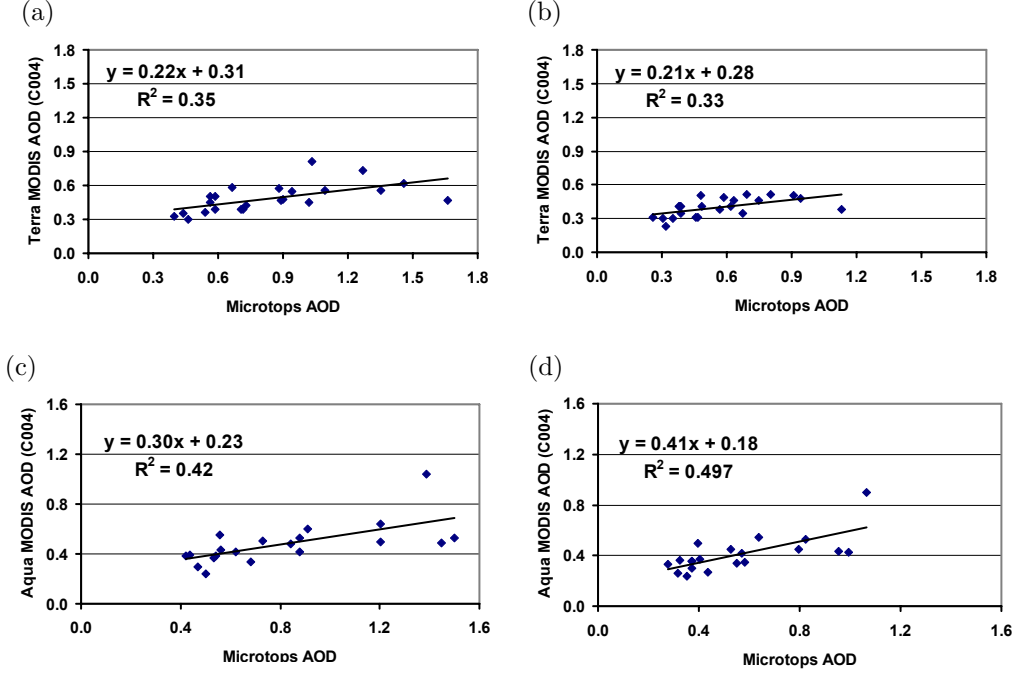 (a)
Terra MODIS AOD (C004)
1.8
1.5
1.2
0.9
0.6
0.3
0.0
y = 0.22x + 0.31
R² = 0.35
0.0 0.3 0.6 0.9 1.2 1.5 1.8
Microtops AOD
(b)
Terra MODIS AOD (C004)
1.8
1.5
1.2
0.9
0.6
0.3
0.0
y = 0.21x + 0.28
R² = 0.33
0.0 0.3 0.6 0.9 1.2 1.5 1.8
Microtops AOD
(c)
Aqua MODIS AOD (C004)
1.6
1.2
0.8
0.4
0.0
y = 0.30x + 0.23
R² = 0.42
0.0 0.4 0.8 1.2 1.6
Microtops AOD
(d)
Aqua MODIS AOD (C004)
1.6
1.2
0.8
0.4
0.0
y = 0.41x + 0.18
R² = 0.497
0.0 0.4 0.8 1.2 1.6
Microtops AOD